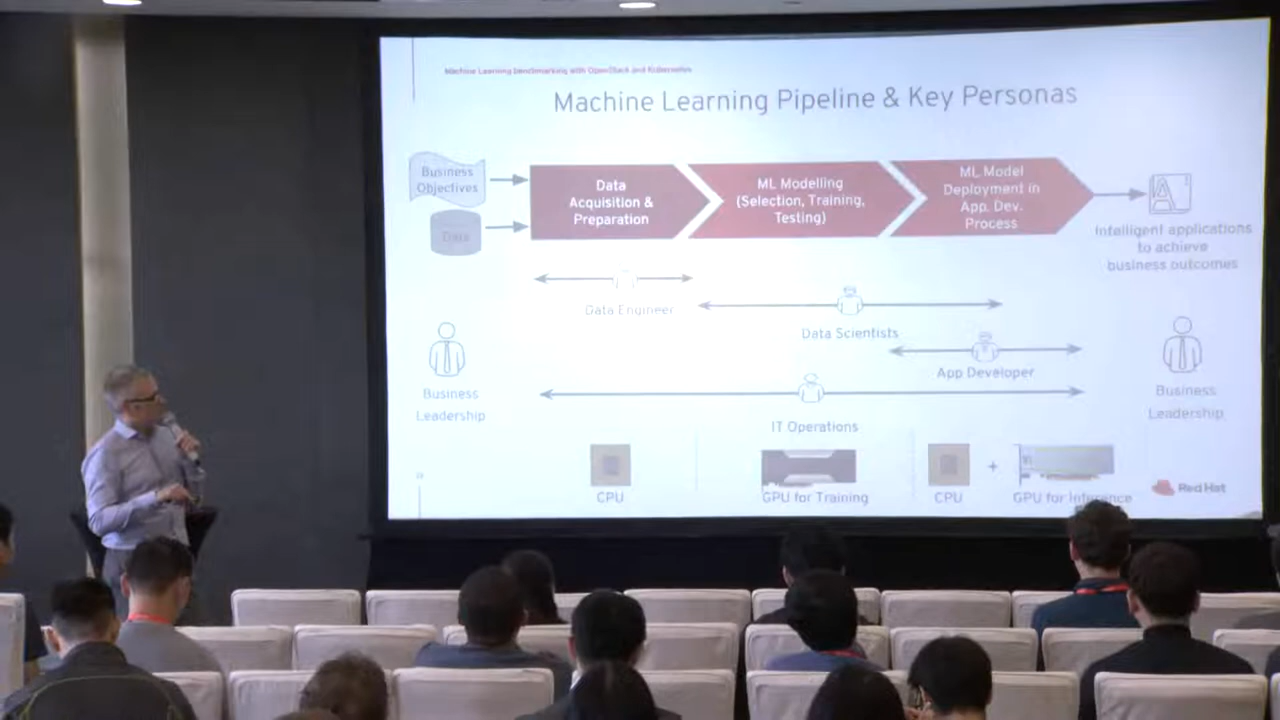 Machine Learning benchmarking with OpenStack and Kubernetes
Machine Learning Pipeline & Key Personas
Business
Objectives
Data
Data
Acquisition &
Preparation
ML Modelling
(Selection, Training,
Testing)
ML Model
Deployment in
App. Dev.
Process
Intelligent applications
to achieve
business outcomes
Data Engineer
Data Scientists
App Developer
Business
Leadership
IT Operations
Business
Leadership
CPU
GPU for Training
CPU
+
GPU for Inference
Red Hat